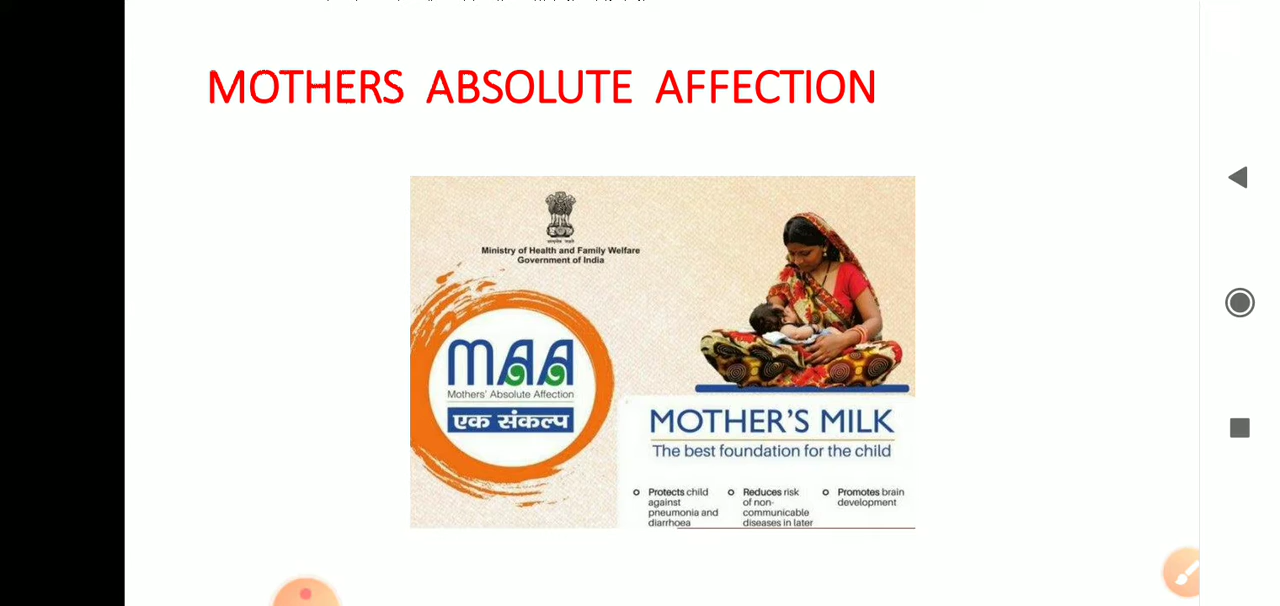 MOTHERS ABSOLUTE AFFECTION
Ministry of Health and Family Welfare
Government of India
MAA
Mothers' Absolute Affection
एक संकल्प
MOTHER'S MILK
The best foundation for the child
Protects child
against
pneumonia and
diarrhoea
Reduces risk
of non-
communicable
diseases in later
Promotes brain
development